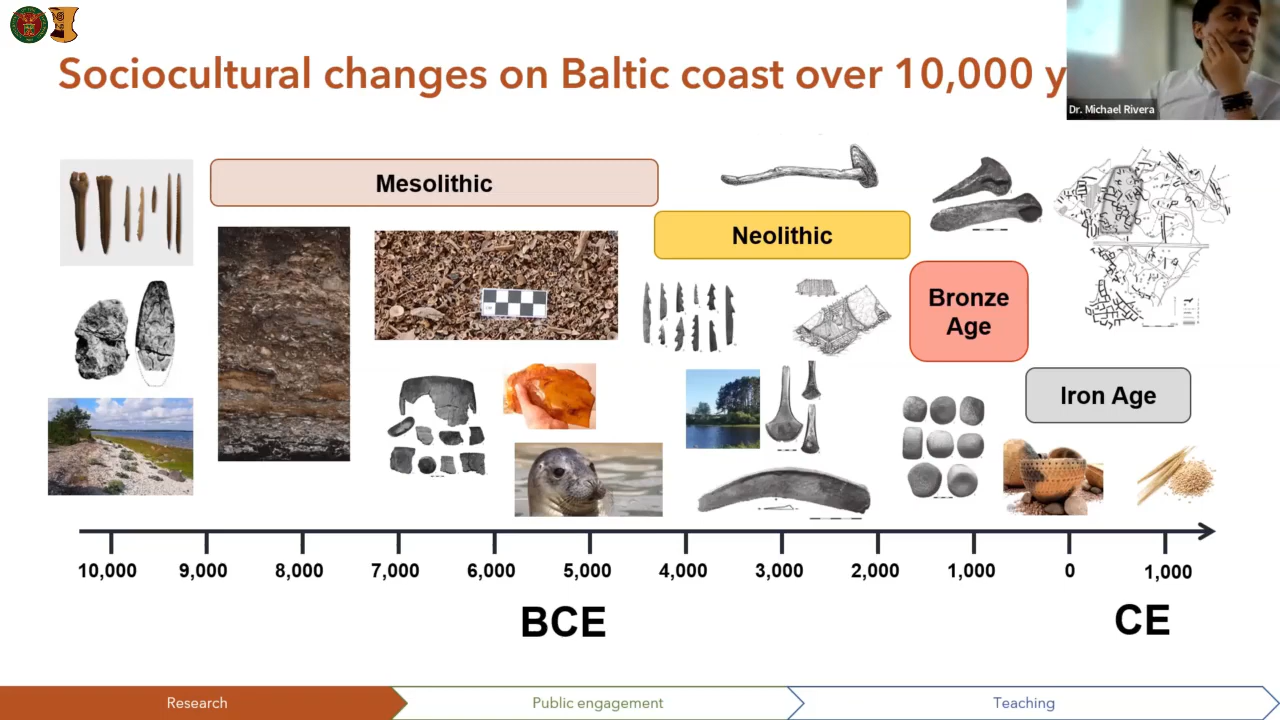 Sociocultural changes on Baltic coast over 10,000 y
Dr. Michael Rivera
Mesolithic
Neolithic
Bronze
Age
Iron Age
10,000 9,000 8,000 7,000 6,000 5,000 4,000 3,000 2,000 1,000 0 1,000
BCE CE
Research Public engagement Teaching